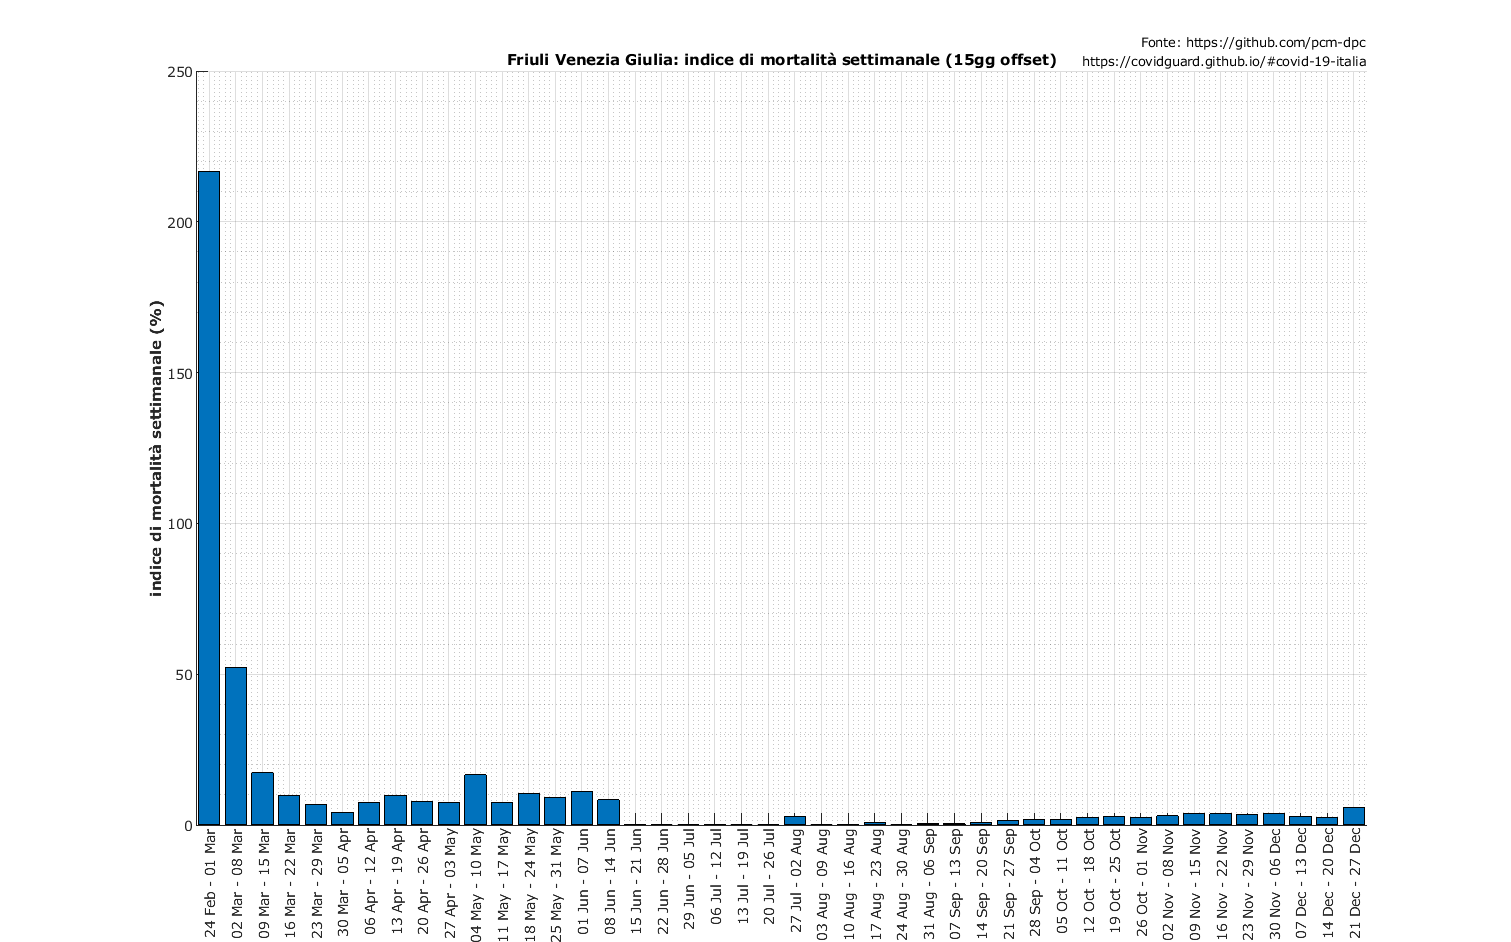 Fonte: https://github.com/pcm-dpc
Friuli Venezia Giulia: indice di mortalità settimanale (15gg offset)
https://covidguard.github.io/#covid-19-italia
indice di mortalità settimanale (%)
250
200
150
100
50
0
24 Feb - 01 Mar
02 Mar - 08 Mar
09 Mar - 15 Mar
16 Mar - 22 Mar
23 Mar - 29 Mar
30 Mar - 05 Apr
06 Apr - 12 Apr
13 Apr - 19 Apr
20 Apr - 26 Apr
27 Apr - 03 May
04 May - 10 May
11 May - 17 May
18 May - 24 May
25 May - 31 May
01 Jun - 07 Jun
08 Jun - 14 Jun
15 Jun - 21 Jun
22 Jun - 28 Jun
29 Jun - 05 Jul
06 Jul - 12 Jul
13 Jul - 19 Jul
20 Jul - 26 Jul
27 Jul - 02 Aug
03 Aug - 09 Aug
10 Aug - 16 Aug
17 Aug - 23 Aug
24 Aug - 30 Aug
31 Aug - 06 Sep
07 Sep - 13 Sep
14 Sep - 20 Sep
21 Sep - 27 Sep
28 Sep - 04 Oct
05 Oct - 11 Oct
12 Oct - 18 Oct
19 Oct - 25 Oct
26 Oct - 01 Nov
02 Nov - 08 Nov
09 Nov - 15 Nov
16 Nov - 22 Nov
23 Nov - 29 Nov
30 Nov - 06 Dec
07 Dec - 13 Dec
14 Dec - 20 Dec
21 Dec - 27 Dec